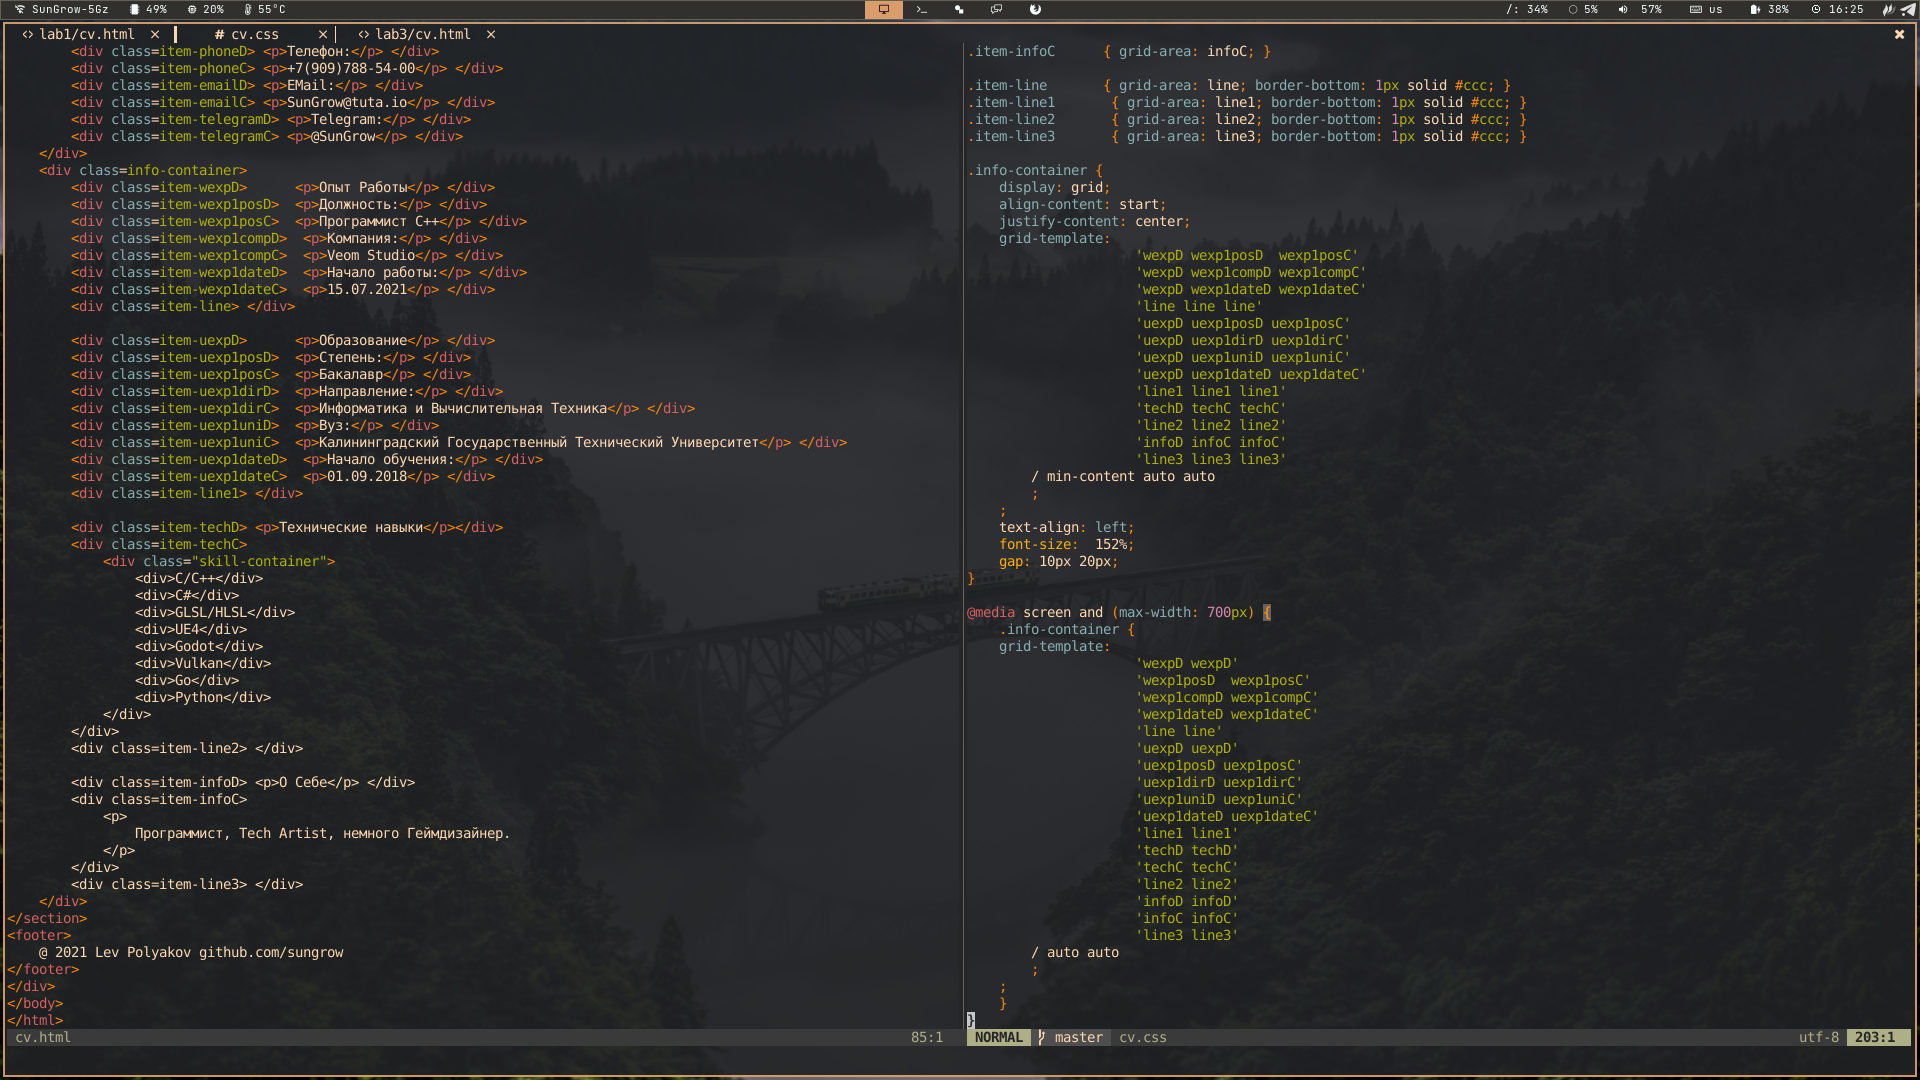 SunGrow-5Gz 49% 20% 55°C /: 34% 5% 57% us 38% 16:25
<> lab1/cv.html × # cv.css × <> lab3/cv.html ×
<div class=item-phoneD> <p>Телефон:</p> </div>
<div class=item-phoneC> <p>+7(909)788-54-00</p> </div>
<div class=item-emailD> <p>EMail:</p> </div>
<div class=item-emailC> <p>SunGrow@tuta.io</p> </div>
<div class=item-telegramD> <p>Telegram:</p> </div>
<div class=item-telegramC> <p>@SunGrow</p> </div>
</div>
<div class=info-container>
<div class=item-wexpD> <p>Опыт Работы</p> </div>
<div class=item-wexp1posD> <p>Должность:</p> </div>
<div class=item-wexp1posC> <p>Программист C++</p> </div>
<div class=item-wexp1compD> <p>Компания:</p> </div>
<div class=item-wexp1compC> <p>Veom Studio</p> </div>
<div class=item-wexp1dateD> <p>Начало работы:</p> </div>
<div class=item-wexp1dateC> <p>15.07.2021</p> </div>
<div class=item-line> </div>
<div class=item-uexpD> <p>Образование</p> </div>
<div class=item-uexp1posD> <p>Степень:</p> </div>
<div class=item-uexp1posC> <p>Бакалавр</p> </div>
<div class=item-uexp1dirD> <p>Направление:</p> </div>
<div class=item-uexp1dirC> <p>Информатика и Вычислительная Техника</p> </div>
<div class=item-uexp1uniD> <p>Вуз:</p> </div>
<div class=item-uexp1uniC> <p>Калининградский Государственный Технический Университет</p> </div>
<div class=item-uexp1dateD> <p>Начало обучения:</p> </div>
<div class=item-uexp1dateC> <p>01.09.2018</p> </div>
<div class=item-line1> </div>
<div class=item-techD> <p>Технические навыки</p></div>
<div class=item-techC>
<div class="skill-container">
<div>C/C++</div>
<div>C#</div>
<div>GLSL/HLSL</div>
<div>UE4</div>
<div>Godot</div>
<div>Vulkan</div>
<div>Go</div>
<div>Python</div>
</div>
</div>
<div class=item-line2> </div>
<div class=item-infoD> <p>О Себе</p> </div>
<div class=item-infoC>
<p>
Программист, Tech Artist, немного Геймдизайнер.
</p>
</div>
<div class=item-line3> </div>
</div>
</section>
<footer>
@ 2021 Lev Polyakov github.com/sungrow
</footer>
</div>
</body>
</html>
cv.html 85:1
.item-infoC { grid-area: infoC; }
.item-line { grid-area: line; border-bottom: 1px solid #ccc; }
.item-line1 { grid-area: line1; border-bottom: 1px solid #ccc; }
.item-line2 { grid-area: line2; border-bottom: 1px solid #ccc; }
.item-line3 { grid-area: line3; border-bottom: 1px solid #ccc; }
.info-container {
display: grid;
align-content: start;
justify-content: center;
grid-template:
'wexpD wexp1posD  wexp1posC'
'wexpD wexp1compD wexp1compC'
'wexpD wexp1dateD wexp1dateC'
'line line line'
'uexpD uexp1posD uexp1posC'
'uexpD uexp1dirD uexp1dirC'
'uexpD uexp1uniD uexp1uniC'
'uexpD uexp1dateD uexp1dateC'
'line1 line1 line1'
'techD techC techC'
'line2 line2 line2'
'infoD infoC infoC'
'line3 line3 line3'
/ min-content auto auto
;
;
text-align: left;
font-size:  152%;
gap: 10px 20px;
}
@media screen and (max-width: 700px) {
.info-container {
grid-template:
'wexpD wexpD'
'wexp1posD  wexp1posC'
'wexp1compD wexp1compC'
'wexp1dateD wexp1dateC'
'line line'
'uexpD uexpD'
'uexp1posD uexp1posC'
'uexp1dirD uexp1dirC'
'uexp1uniD uexp1uniC'
'uexp1dateD uexp1dateC'
'line1 line1'
'techD techD'
'techC techC'
'line2 line2'
'infoD infoD'
'infoC infoC'
'line3 line3'
/ auto auto
;
;
}
}
NORMAL master cv.css utf-8 203:1